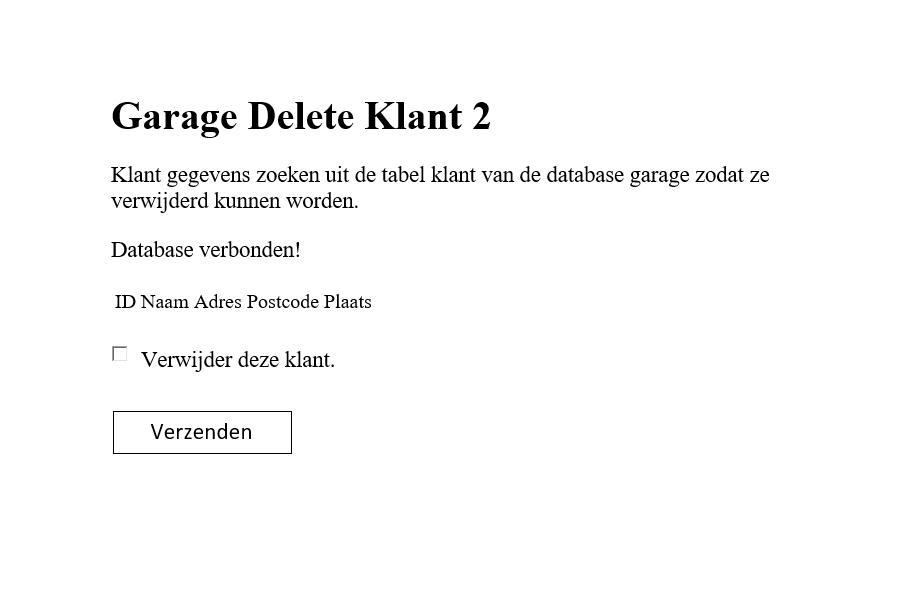 Garage Delete Klant 2
Klant gegevens zoeken uit de tabel klant van de database garage zodat ze
verwijderd kunnen worden.
Database verbonden!
ID Naam Adres Postcode Plaats
Verwijder deze klant.
Verzenden